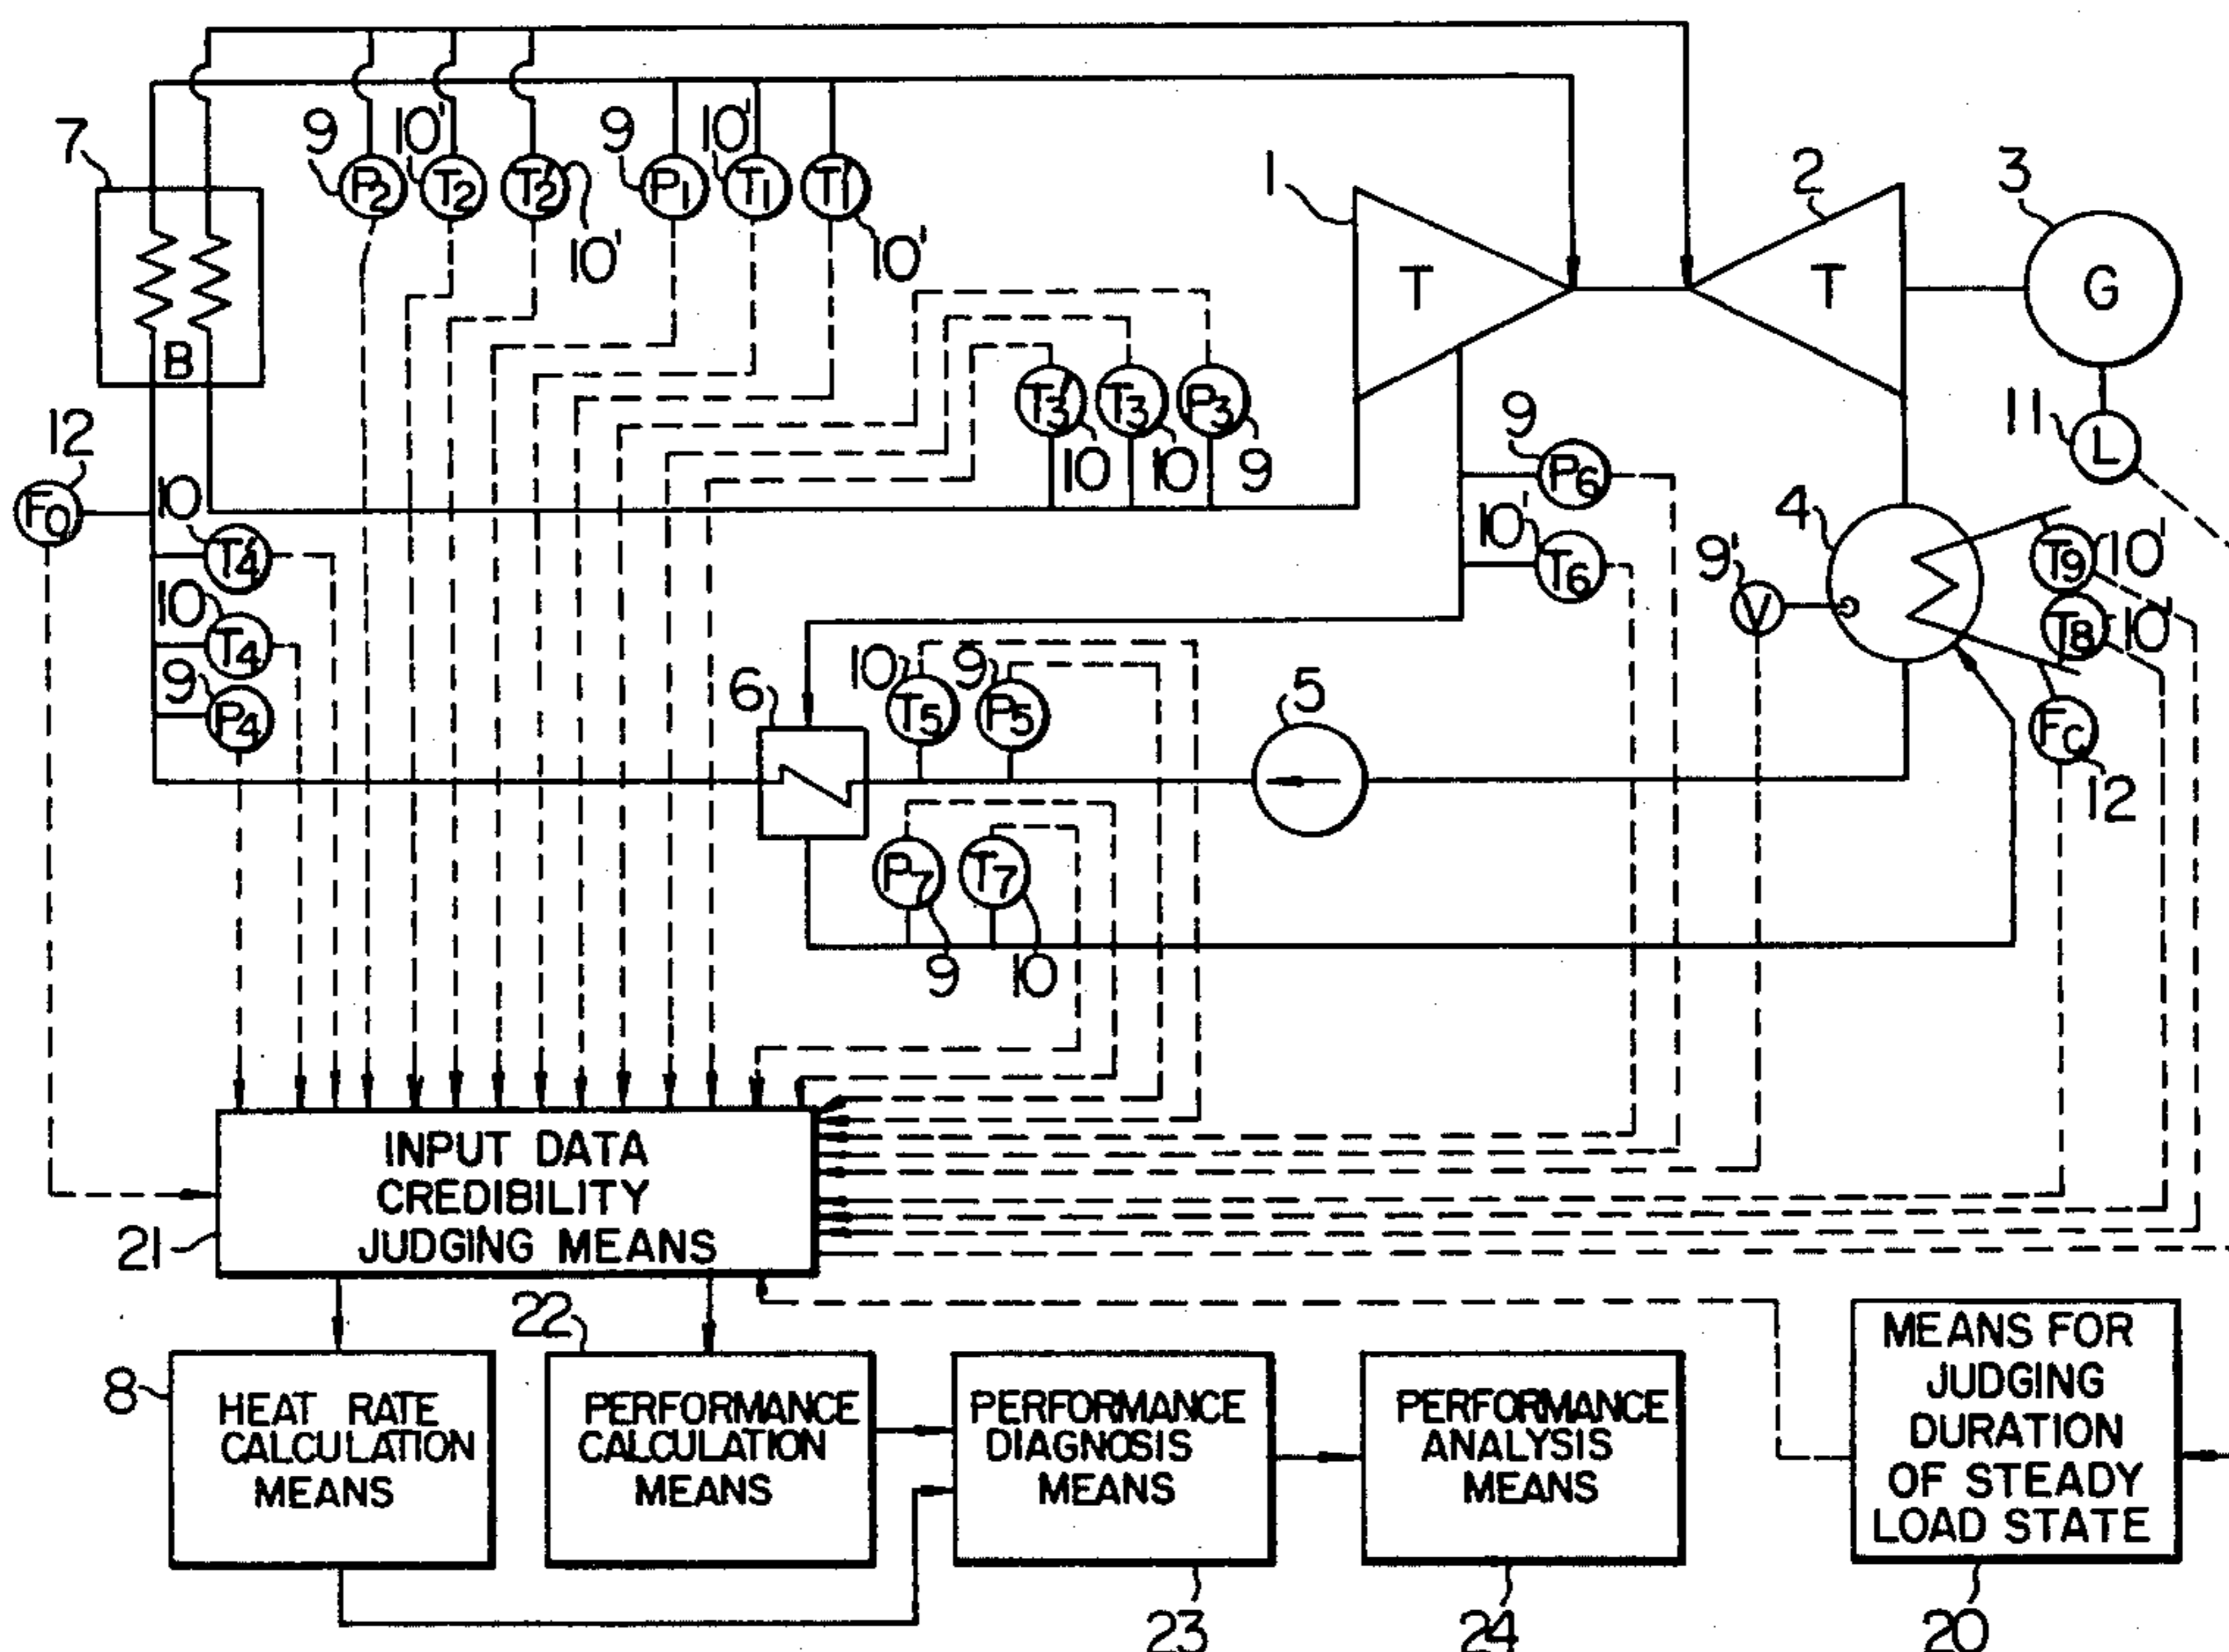 7
9
10'
9
10'
1
2
3
P2
T2
T2'
P1
T1
T1'
10'
10'
T
T
G
B
12
T3'
T3
P3
10
10
9
9
11
L
P6
F0
10
T4'
10'
T6
4
9'
V
T9
10'
T8
10'
10
T4
9
P4
6
10
T5
9
P5
5
Fc
12
P7
T7
9
10
INPUT DATA
CREDIBILITY
JUDGING MEANS
21
22
8
HEAT RATE
CALCULATION
MEANS
PERFORMANCE
CALCULATION
MEANS
PERFORMANCE
DIAGNOSIS
MEANS
PERFORMANCE
ANALYSIS
MEANS
MEANS FOR
JUDGING
DURATION
OF STEADY
LOAD STATE
23
24
20